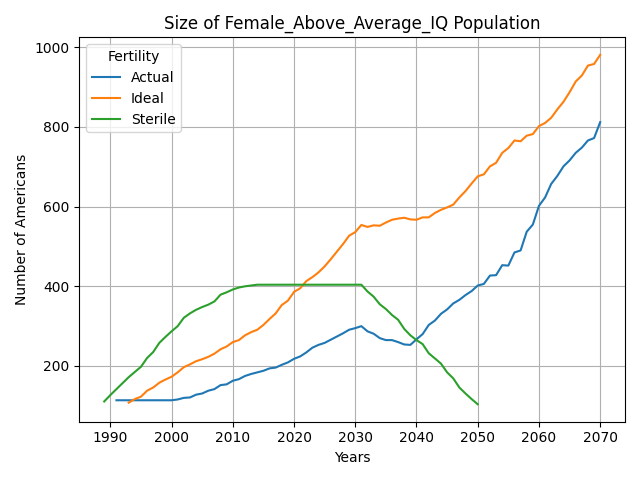 Size of Female_Above_Average_IQ Population
Fertility
Actual
Ideal
Sterile
Number of Americans
1000
800
600
400
200
1990 2000 2010 2020 2030 2040 2050 2060 2070
Years